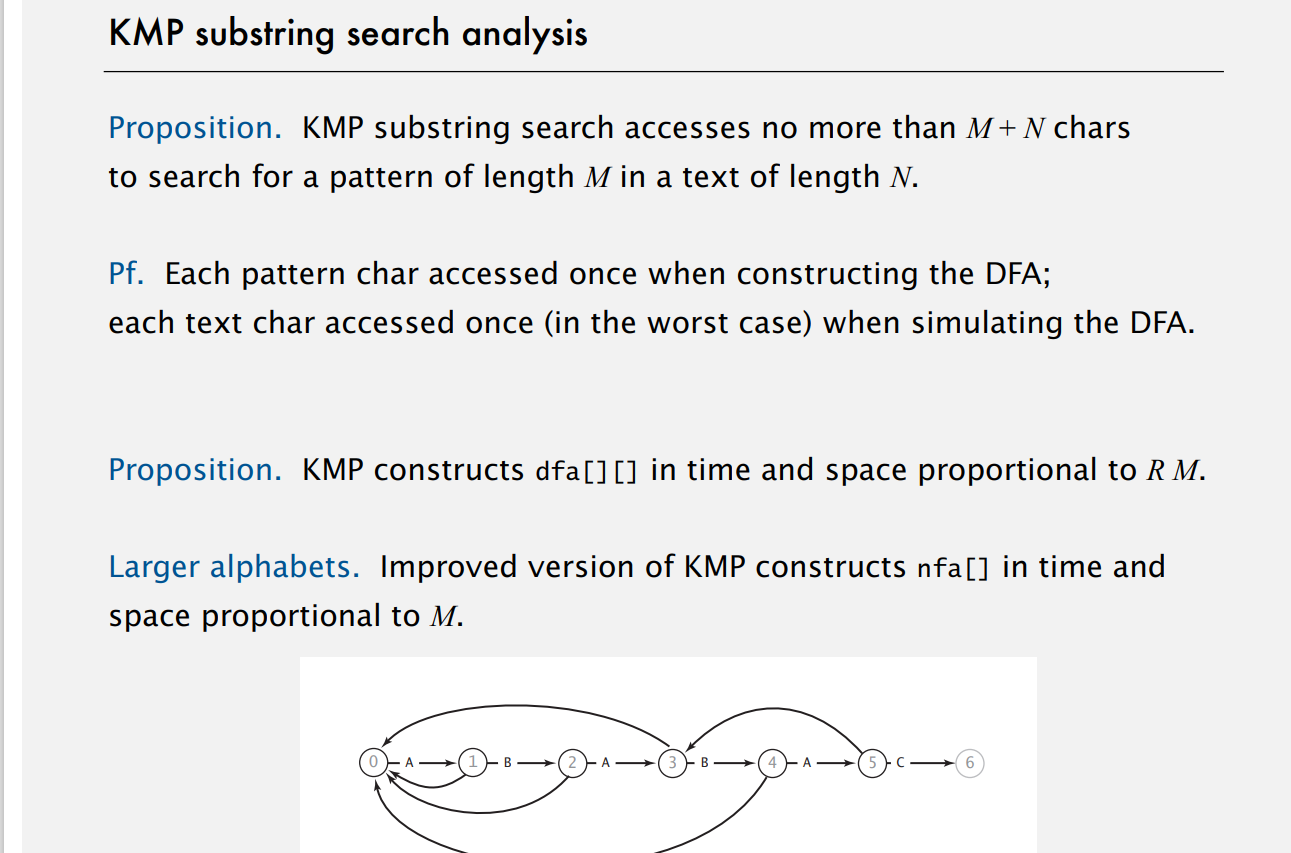 KMP substring search analysis
Proposition. KMP substring search accesses no more than M + N chars
to search for a pattern of length M in a text of length N.
Pf. Each pattern char accessed once when constructing the DFA;
each text char accessed once (in the worst case) when simulating the DFA.
Proposition. KMP constructs dfa[][] in time and space proportional to R M.
Larger alphabets. Improved version of KMP constructs nfa[] in time and
space proportional to M.
0 A 1 B 2 A 3 B 4 A 5 C 6